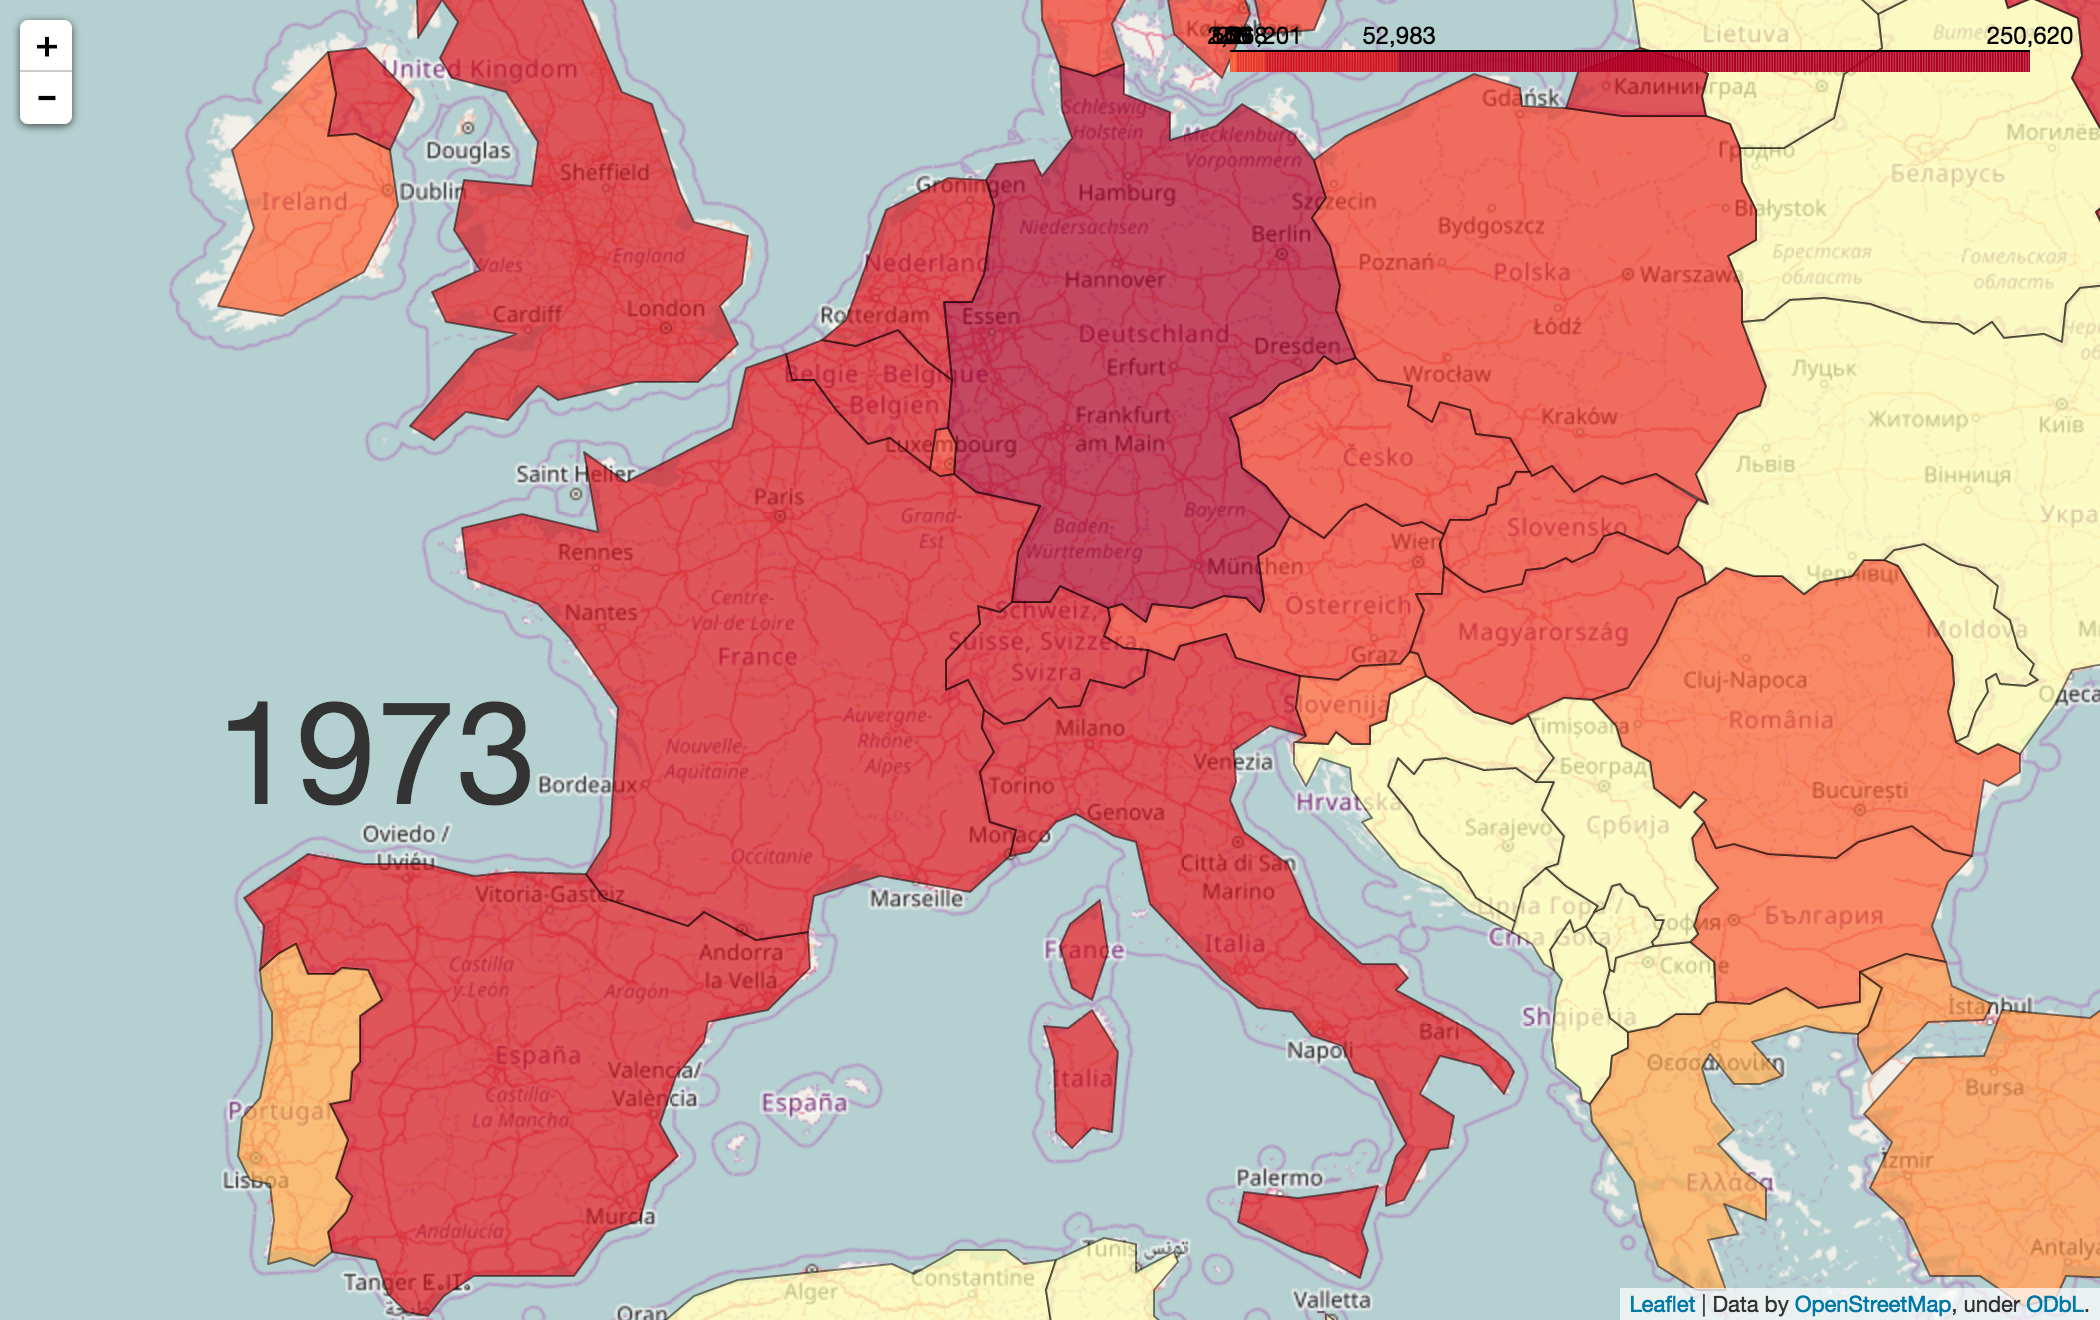 +
−
København
52,983
250,620
Lietuva
United Kingdom
Gdańsk
Калининград
Schleswig-
Holstein
Mecklenburg-
Vorpommern
Douglas
Могилёв
Гродно
Sheffield
Беларусь
Groningen
Hamburg
Dublin
Ireland
Szczecin
Białystok
Niedersachsen
Berlin
Bydgoszcz
Wales
England
Nederland
Hannover
Poznań
Polska
Warszawa
Брестская
область
Гомельская
область
Cardiff
London
Rotterdam
Essen
Deutschland
Dresden
Łódź
Erfurt
Wrocław
Луцьк
België - Belgique
Belgien
Frankfurt
am Main
Kraków
Житомир
Київ
Luxembourg
Česko
Львів
Вінниця
Saint Helier
Paris
Grand-
Est
Baden-
Württemberg
Bayern
Slovensko
Укра
Rennes
Wien
München
Чернівці
Nantes
Centre-
Val de Loire
Schweiz,
Suisse, Svizzera,
Svizra
Österreich
Magyarország
Moldova
France
Graz
Cluj-Napoca
România
Slovenija
Одеса
1973
Auvergne-
Rhône-
Alpes
Nouvelle-
Aquitaine
Milano
Timișoara
Bordeaux
Torino
Venezia
Београд
București
Genova
Hrvatska
Sarajevo
Србија
Oviedo /
Uviéu
Monaco
Occitanie
Città di San
Marino
Vitoria-Gasteiz
Marseille
Црна Гора /
Crna Gora
София
България
Andorra
la Vella
France
Italia
Скопје
Castilla
y León
Aragón
Shqipëria
İstanbul
España
Napoli
Bari
Θεσσαλονίκη
Valencia/
València
Italia
Bursa
Castilla-
La Mancha
España
Portugal
Lisboa
Palermo
İzmir
Ελλάδα
Murcia
Andalucía
Tunis تونس
Antalya
Tanger
Alger
Constantine
Oran
Valletta
Leaflet | Data by OpenStreetMap, under ODbL.